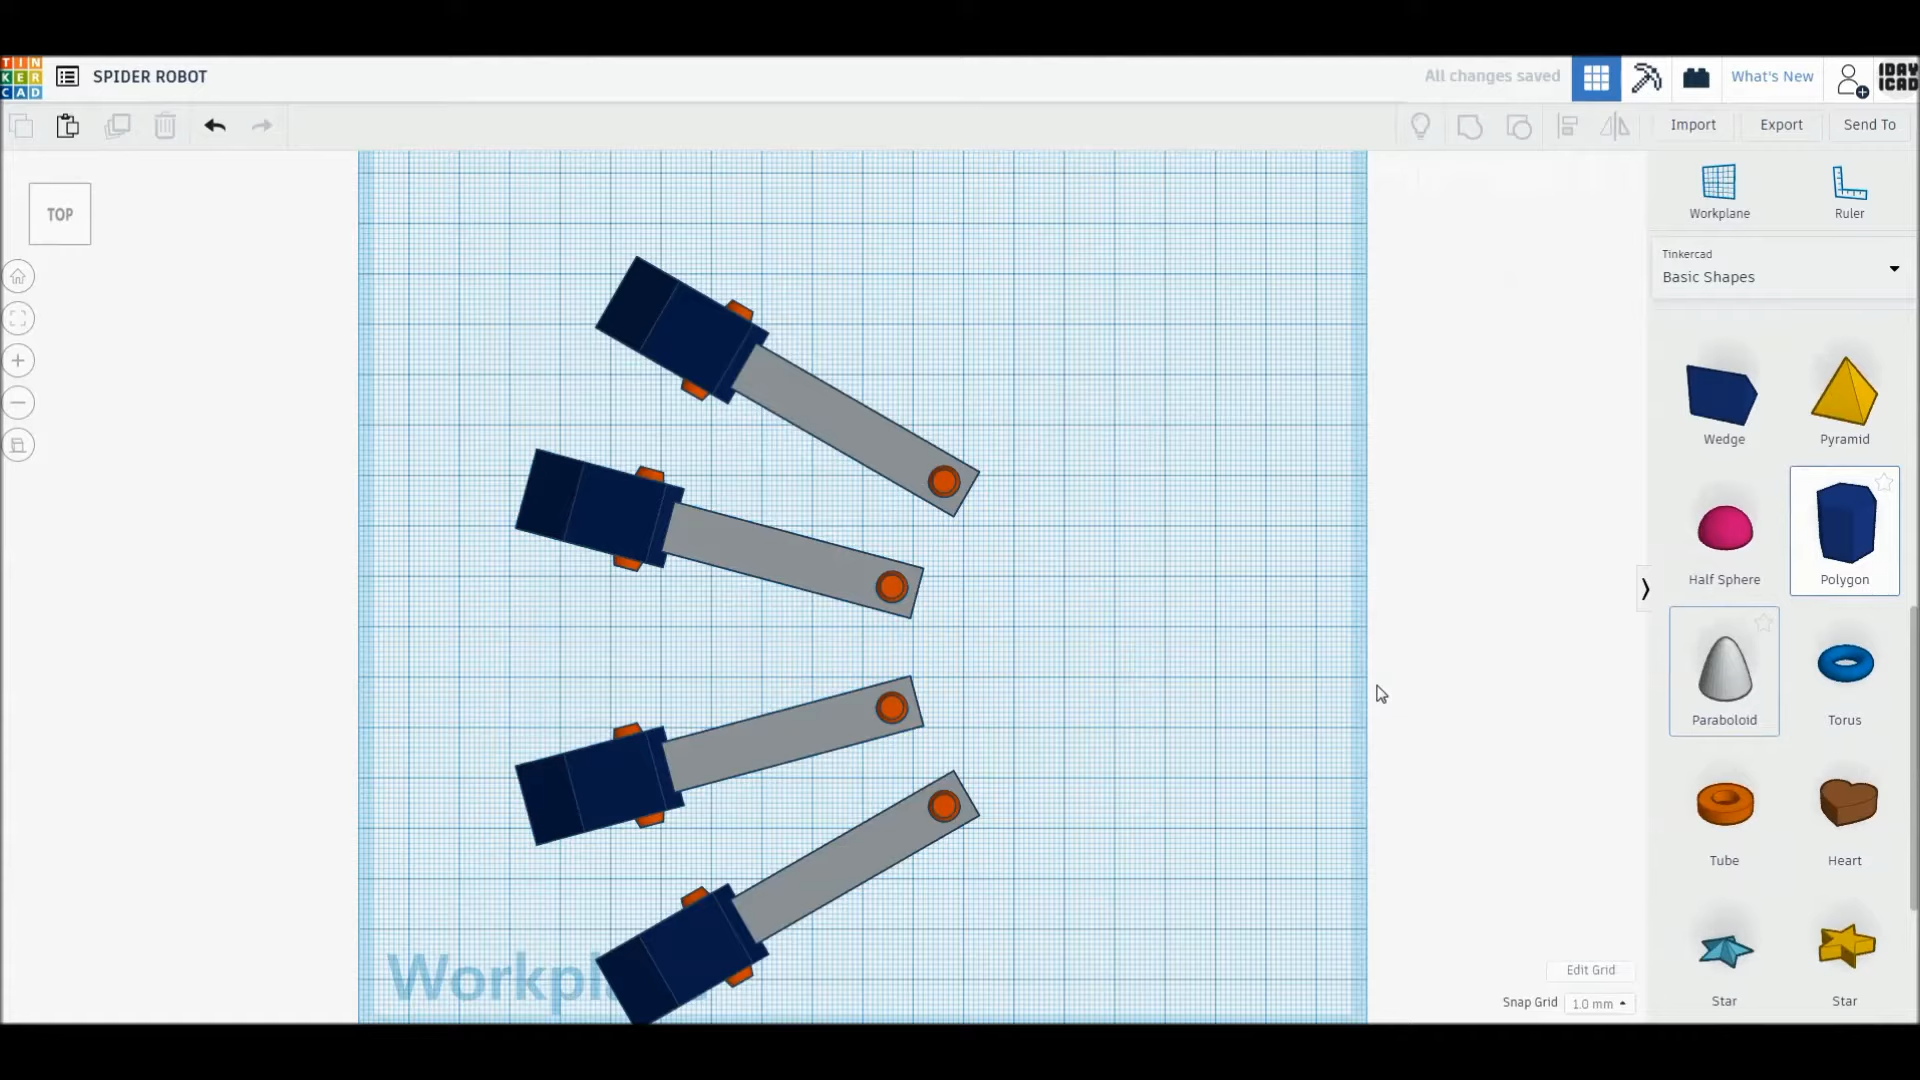 TIN
KER
CAD
SPIDER ROBOT
All changes saved
What's New
1DAY
1CAD
Import
Export
Send To
TOP
Workplane
Ruler
Tinkercad
Basic Shapes
Wedge
Pyramid
Half Sphere
Polygon
Paraboloid
Torus
Tube
Heart
Star
Star
Edit Grid
Snap Grid
1.0 mm